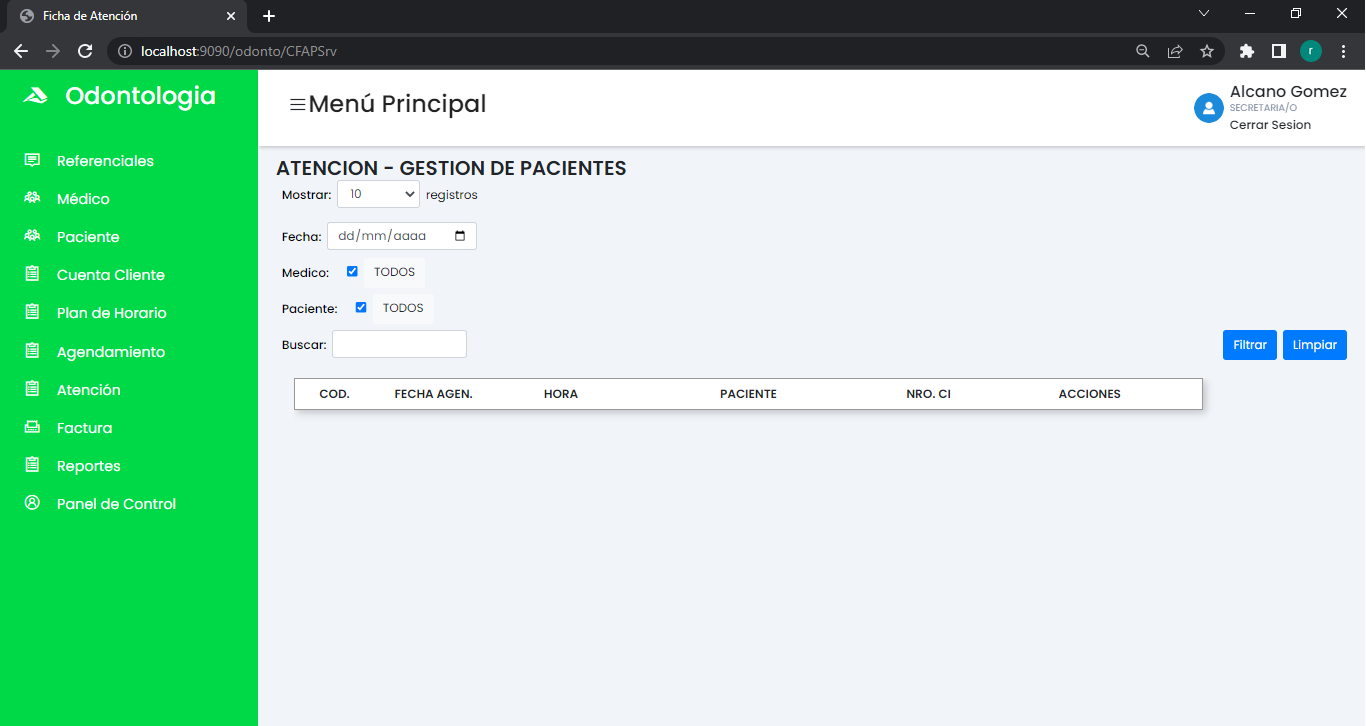 Ficha de Atención
localhost:9090/odonto/CFAPSrv
r
Odontologia
Referenciales
Médico
Paciente
Cuenta Cliente
Plan de Horario
Agendamiento
Atención
Factura
Reportes
Panel de Control
Menú Principal
Alcano Gomez
SECRETARIA/O
Cerrar Sesion
ATENCION - GESTION DE PACIENTES
Mostrar: 10 registros
Fecha: dd/mm/aaaa
Medico: TODOS
Paciente: TODOS
Buscar:
Filtrar Limpiar
COD. FECHA AGEN. HORA PACIENTE NRO. CI ACCIONES